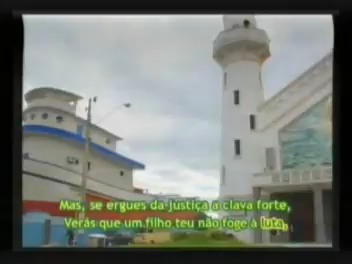 Mas, se ergues da justiça a clava forte,
Verás que um filho teu não foge à luta,